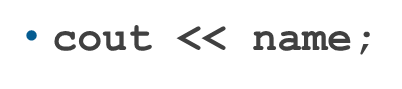 • cout << name;